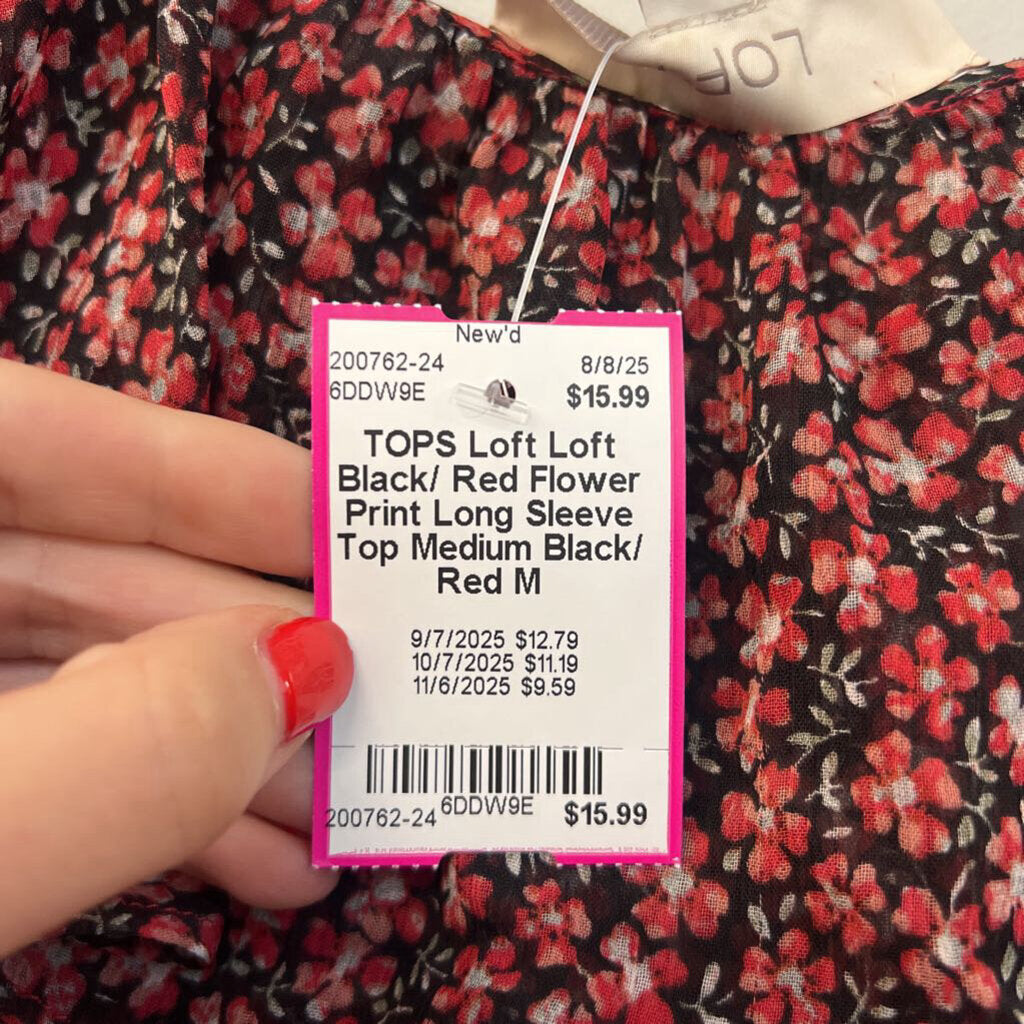 LOF
New'd
200762-24 8/8/25
6DDW9E $15.99
TOPS Loft Loft
Black/ Red Flower
Print Long Sleeve
Top Medium Black/
Red M
9/7/2025 $12.79
10/7/2025 $11.19
11/6/2025 $9.59
200762-24 6DDW9E $15.99